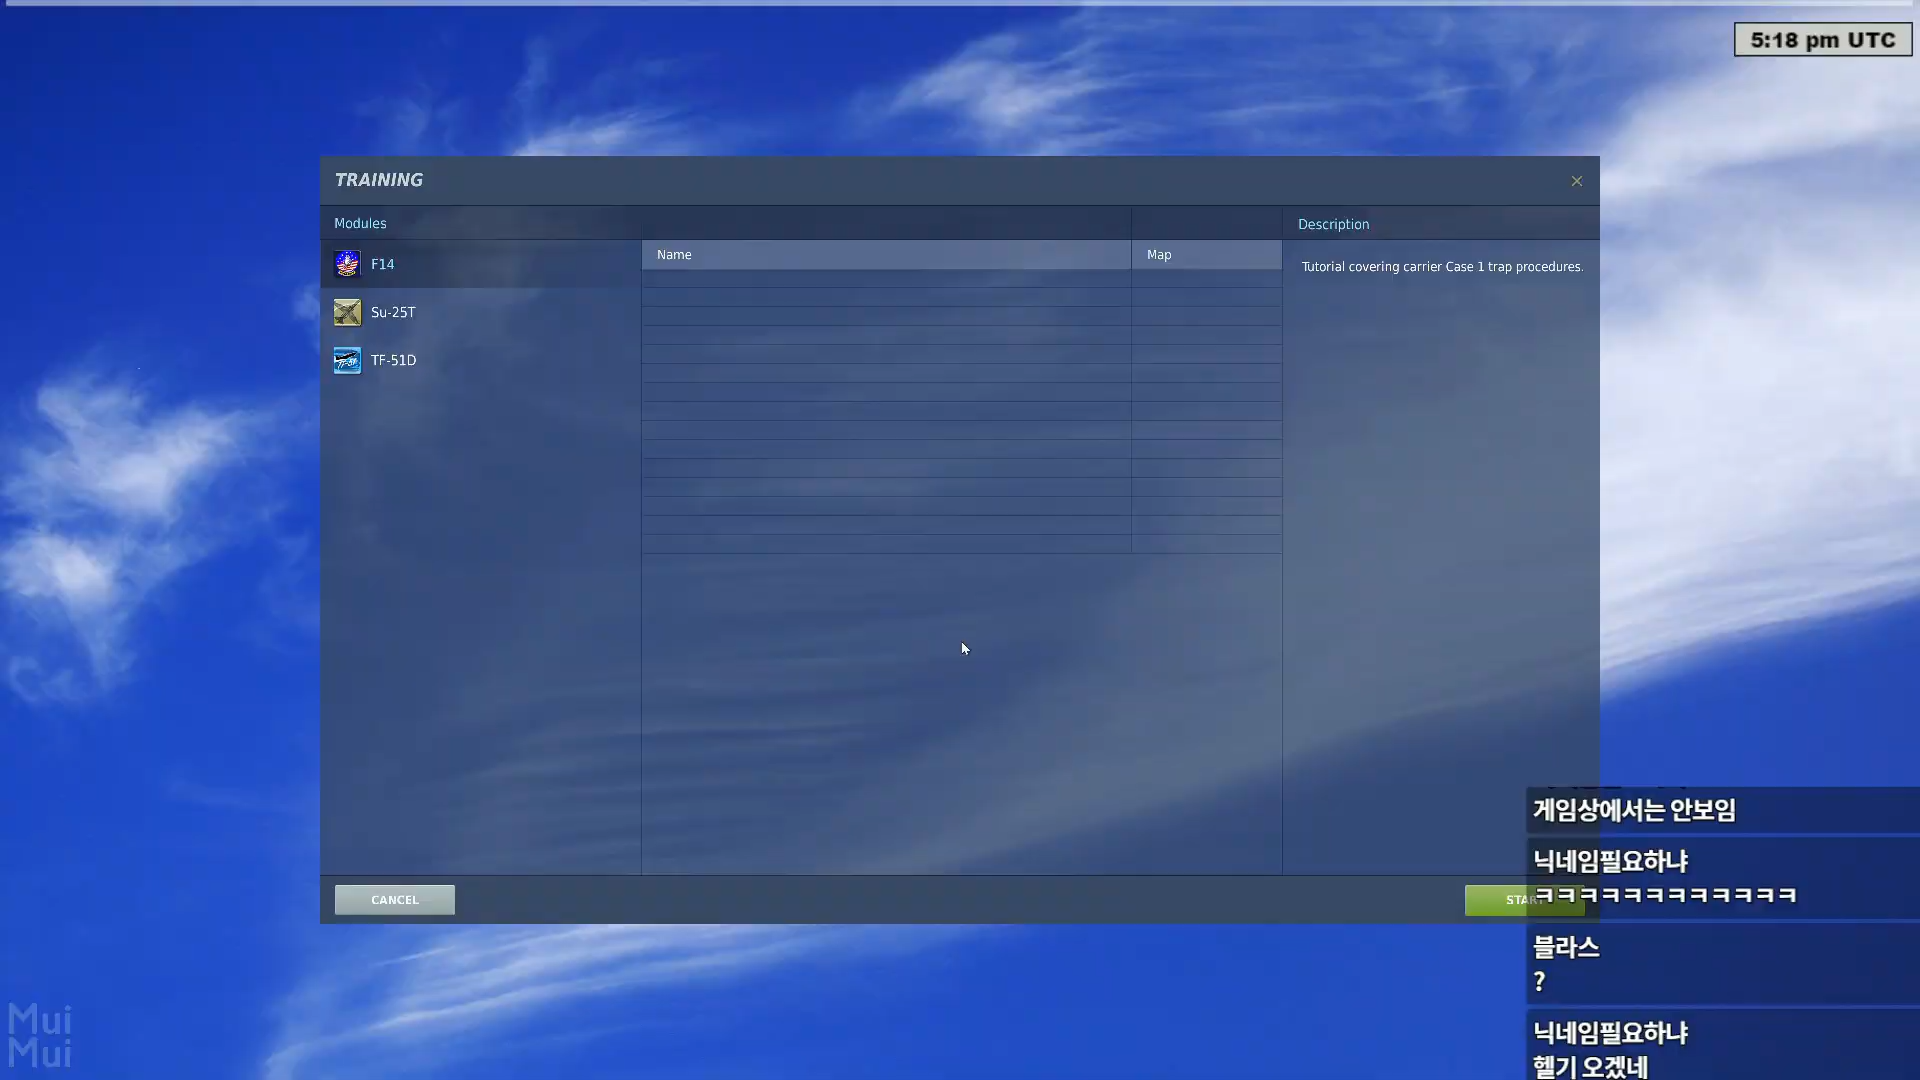 5:18 pm UTC
TRAINING
Modules
Description
F14
Name
Map
Tutorial covering carrier Case 1 trap procedures.
Su-25T
TF-51D
게임상에서는 안보임
닉네임필요하냐
ㅋㅋㅋㅋㅋㅋㅋㅋㅋㅋㅋㅋ
CANCEL
블라스
?
닉네임필요하냐
헬기 오겠네
Mui
Mui